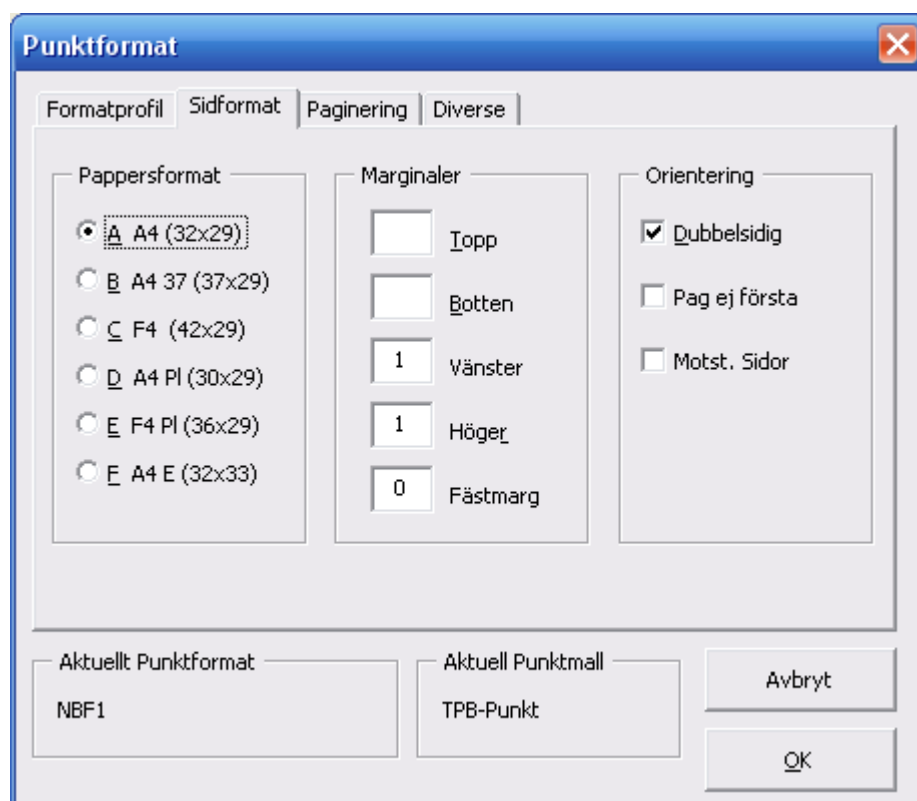 Punktformat
Formatprofil Sidformat Paginering Diverse
Pappersformat
A A4 (32x29)
B A4 37 (37x29)
C F4 (42x29)
D A4 Pl (30x29)
E F4 Pl (36x29)
F A4 E (32x33)
Marginaler
Topp
Botten
1 Vänster
1 Höger
0 Fästmarg
Orientering
Dubbelsidig
Pag ej första
Motst. Sidor
Aktuellt Punktformat
NBF1
Aktuell Punktmall
TPB-Punkt
Avbryt
OK